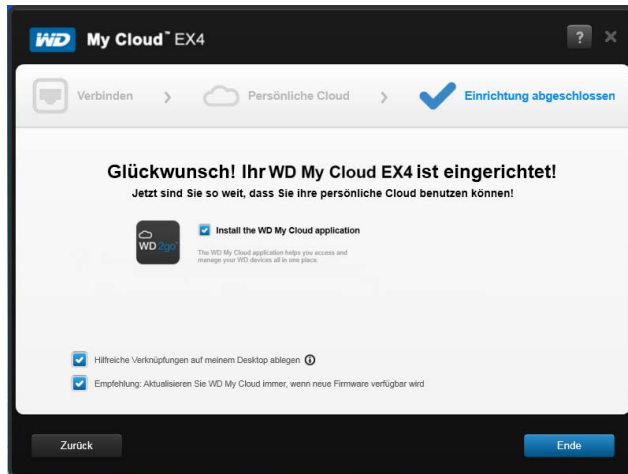 WD My Cloud™ EX4
?
Verbinden
Persönliche Cloud
Einrichtung abgeschlossen
Glückwunsch! Ihr WD My Cloud EX4 ist eingerichtet!
Jetzt sind Sie so weit, dass Sie ihre persönliche Cloud benutzen können!
WD 2go™
Install the WD My Cloud application
The WD My Cloud application helps you access and
manage your WD devices all in one place.
Hilfreiche Verknüpfungen auf meinem Desktop ablegen
Empfehlung: Aktualisieren Sie WD My Cloud immer, wenn neue Firmware verfügbar wird
Zurück
Ende